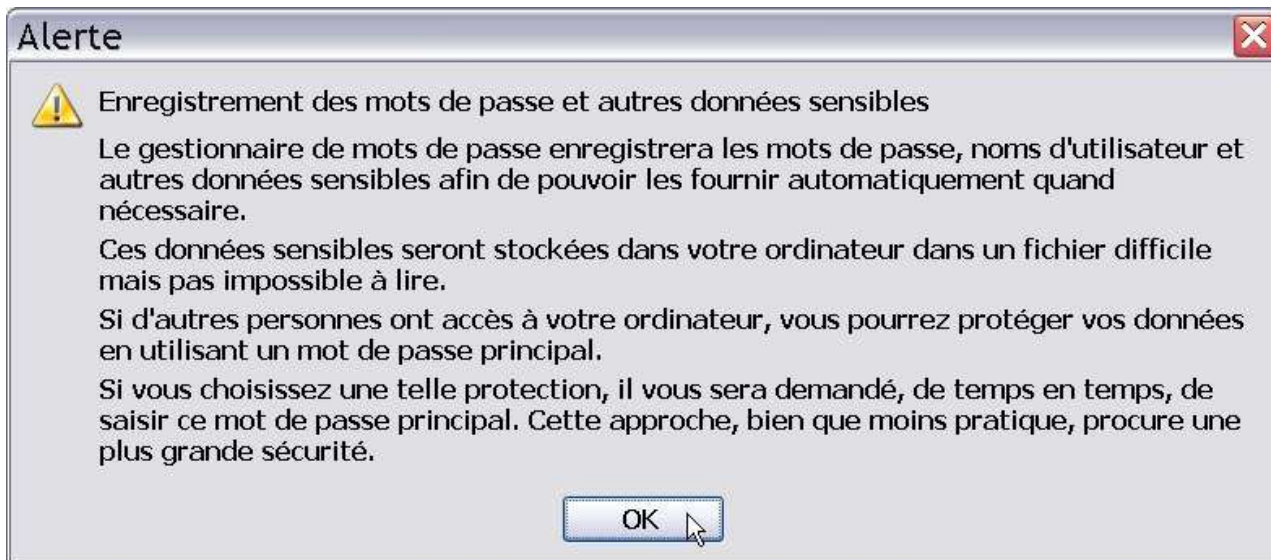 Alerte
Enregistrement des mots de passe et autres données sensibles
Le gestionnaire de mots de passe enregistrera les mots de passe, noms d'utilisateur et
autres données sensibles afin de pouvoir les fournir automatiquement quand
nécessaire.
Ces données sensibles seront stockées dans votre ordinateur dans un fichier difficile
mais pas impossible à lire.
Si d'autres personnes ont accès à votre ordinateur, vous pourrez protéger vos données
en utilisant un mot de passe principal.
Si vous choisissez une telle protection, il vous sera demandé, de temps en temps, de
saisir ce mot de passe principal. Cette approche, bien que moins pratique, procure une
plus grande sécurité.
OK